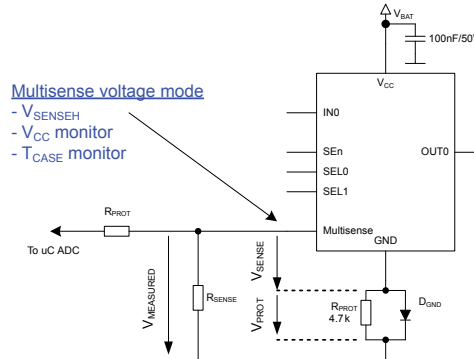 VBAT
100nF/50V
VCC
Multisense voltage mode
- VSENSEH
- VCC monitor
- TCASE monitor
IN0
SEn
OUT0
SEL0
SEL1
RPROT
Multisense
To uC ADC
GND
VSENSE
VMEASURED
RSENSE
VPROT
RPROT
4.7k
DGND